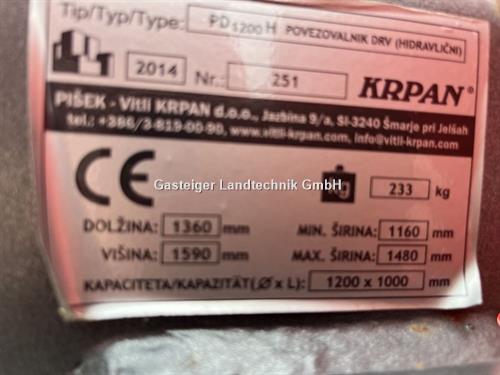 Tip/Typ/Type: PD 1200 H POVEZOVALNIK DRV (HIDRAVLIČNI)
2014 Nr.: 251 KRPAN®
PIŠEK - Vitli KRPAN d.o.o., Jazbina 9/a, SI-3240 Šmarje pri Jelšah
tel.: +386/3-819-00-90, www.vitli-krpan.com, info@vitli-krpan.com
CE kg 233 kg
Gasteiger Landtechnik GmbH
DOLŽINA: 1360 mm MIN. ŠIRINA: 1160 mm
VIŠINA: 1590 mm MAX. ŠIRINA: 1480 mm
KAPACITETA/KAPAZITÄT(Ø x L): 1200 x 1000 mm